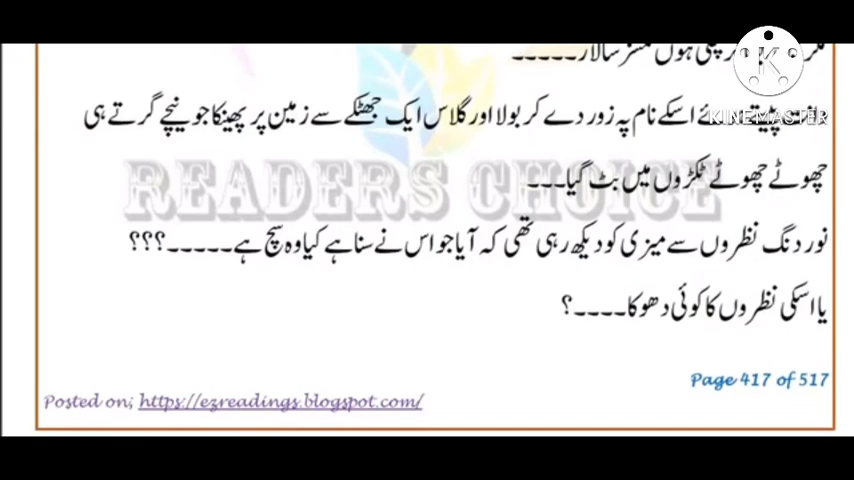 ہوں مسز سالار۔۔۔۔۔
اسکے نام پہ زور دے کر بولا اور گلاس ایک جھٹکے سے زمین پر پھینکا جو نیچے گرتے ہی
چھوٹے چھوٹے ٹکڑوں میں بٹ گیا۔۔۔
نور دنگ نظروں سے میزی کو دیکھ رہی تھی کہ آیا جو اس نے سنا ہے کیا وہ سچ ہے۔۔۔۔۔؟؟؟
یا اسکی نظروں کا کوئی دھوکا۔۔۔۔؟
READERS CHOICE
K
KINEMASTER
Page 417 of 517
Posted on; https://ezreadings.blogspot.com/